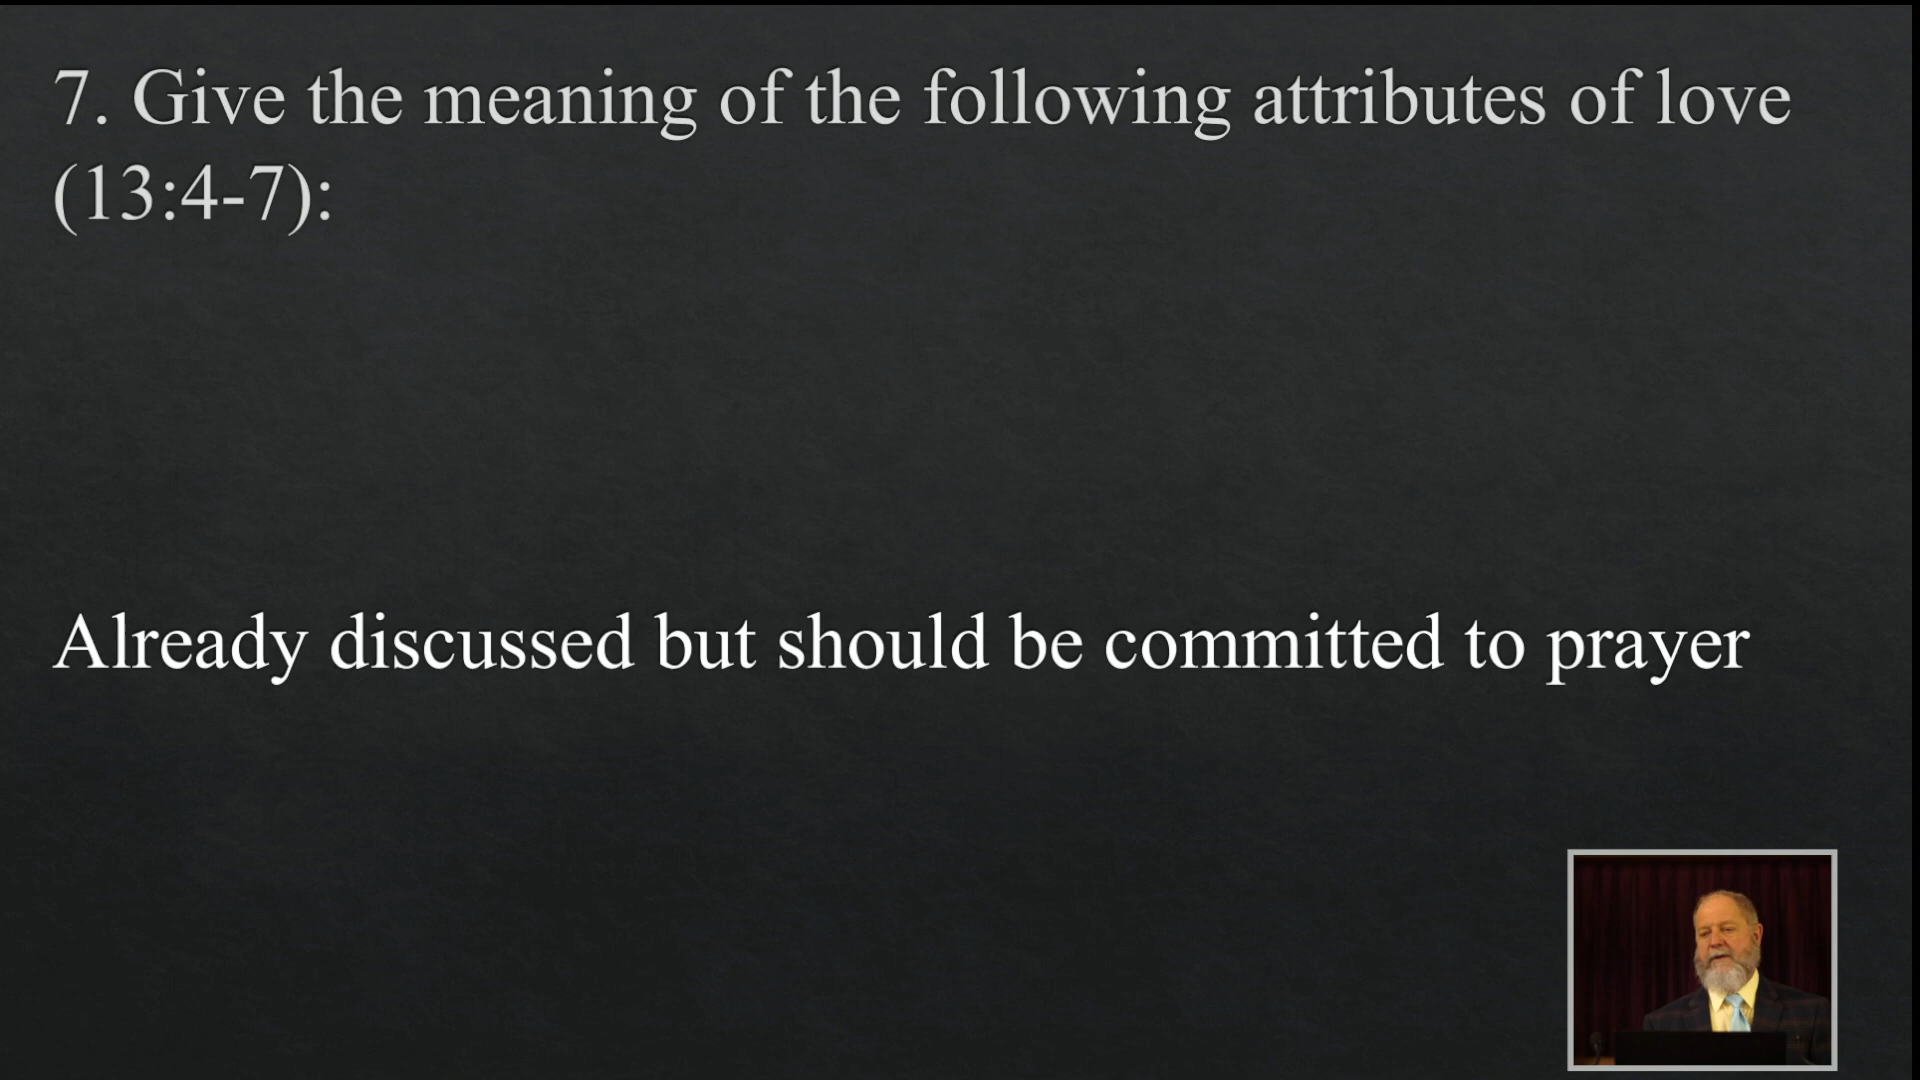 7. Give the meaning of the following attributes of love
(13:4-7):
Already discussed but should be committed to prayer